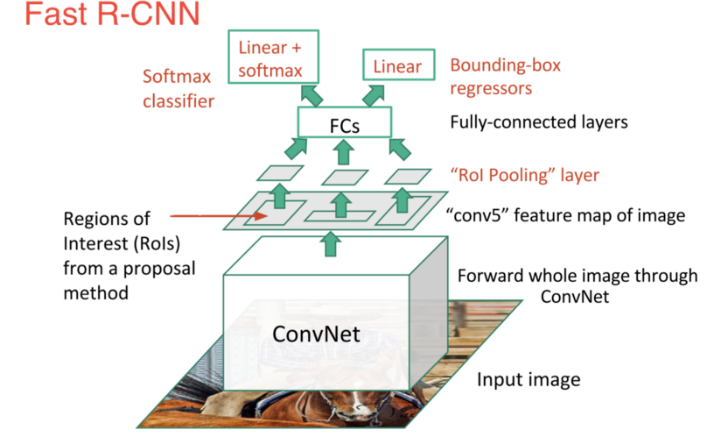 Fast R-CNN
Linear +
softmax
Linear
Softmax
classifier
Bounding-box
regressors
FCs
Fully-connected layers
“RoI Pooling” layer
“conv5” feature map of image
Regions of
Interest (RoIs)
from a proposal
method
Forward whole image through
ConvNet
ConvNet
Input image